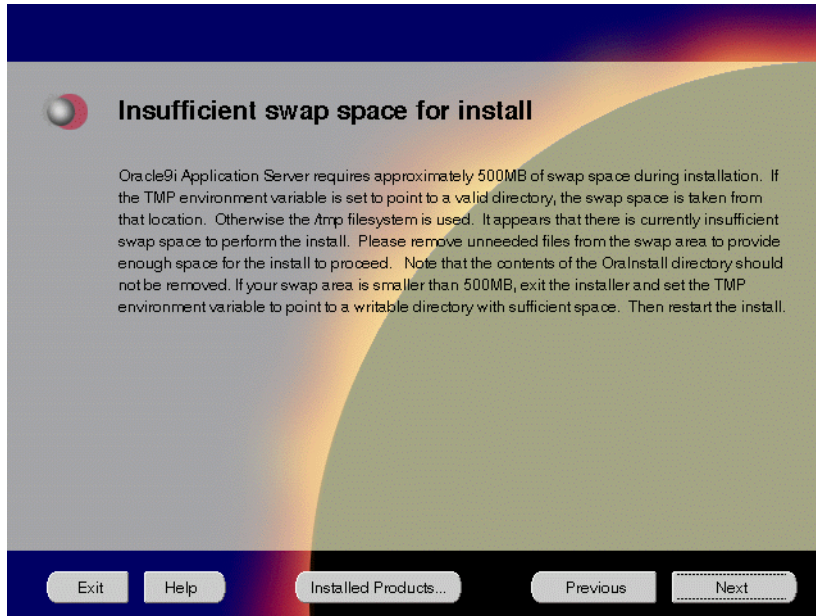 Insufficient swap space for install
Oracle9i Application Server requires approximately 500MB of swap space during installation. If
the TMP environment variable is set to point to a valid directory, the swap space is taken from
that location. Otherwise the /tmp filesystem is used. It appears that there is currently insufficient
swap space to perform the install. Please remove unneeded files from the swap area to provide
enough space for the install to proceed. Note that the contents of the OraInstall directory should
not be removed. If your swap area is smaller than 500MB, exit the installer and set the TMP
environment variable to point to a writable directory with sufficient space. Then restart the install.
Exit Help Installed Products... Previous Next